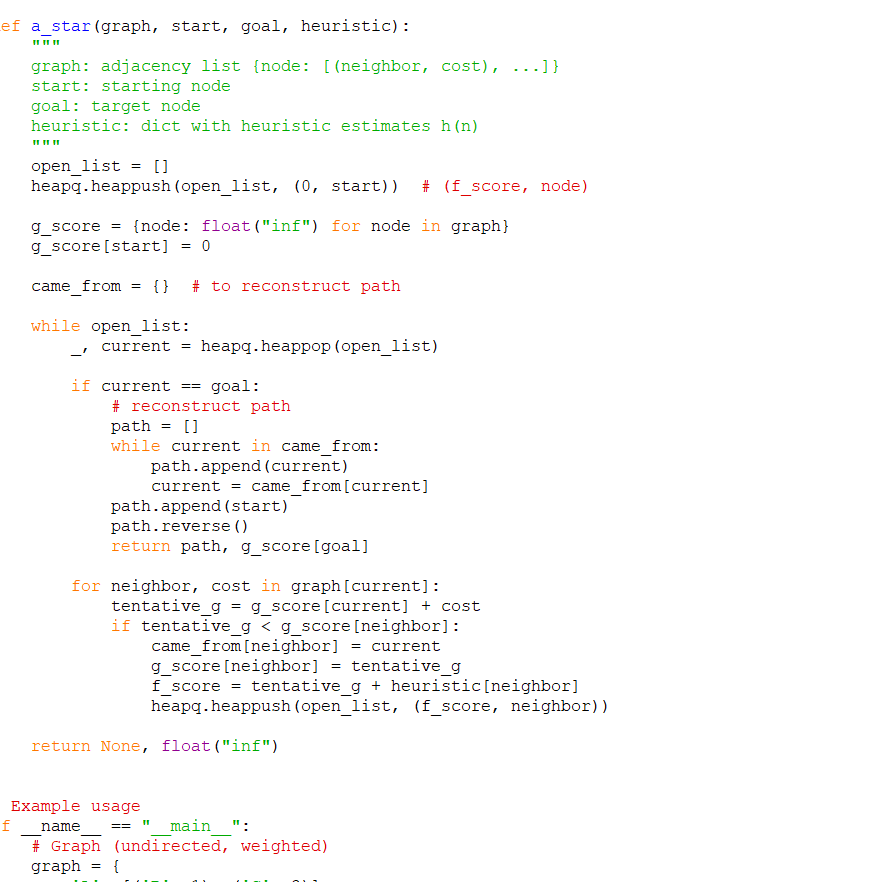 ef a_star(graph, start, goal, heuristic):
    """
    graph: adjacency list {node: [(neighbor, cost), ...]}
    start: starting node
    goal: target node
    heuristic: dict with heuristic estimates h(n)
    """
    open_list = []
    heapq.heappush(open_list, (0, start))  # (f_score, node)

    g_score = {node: float("inf") for node in graph}
    g_score[start] = 0

    came_from = {}  # to reconstruct path

    while open_list:
        _, current = heapq.heappop(open_list)

        if current == goal:
            # reconstruct path
            path = []
            while current in came_from:
                path.append(current)
                current = came_from[current]
            path.append(start)
            path.reverse()
            return path, g_score[goal]

        for neighbor, cost in graph[current]:
            tentative_g = g_score[current] + cost
            if tentative_g < g_score[neighbor]:
                came_from[neighbor] = current
                g_score[neighbor] = tentative_g
                f_score = tentative_g + heuristic[neighbor]
                heapq.heappush(open_list, (f_score, neighbor))

    return None, float("inf")


 Example usage
f __name__ == "__main__":
    # Graph (undirected, weighted)
    graph = {